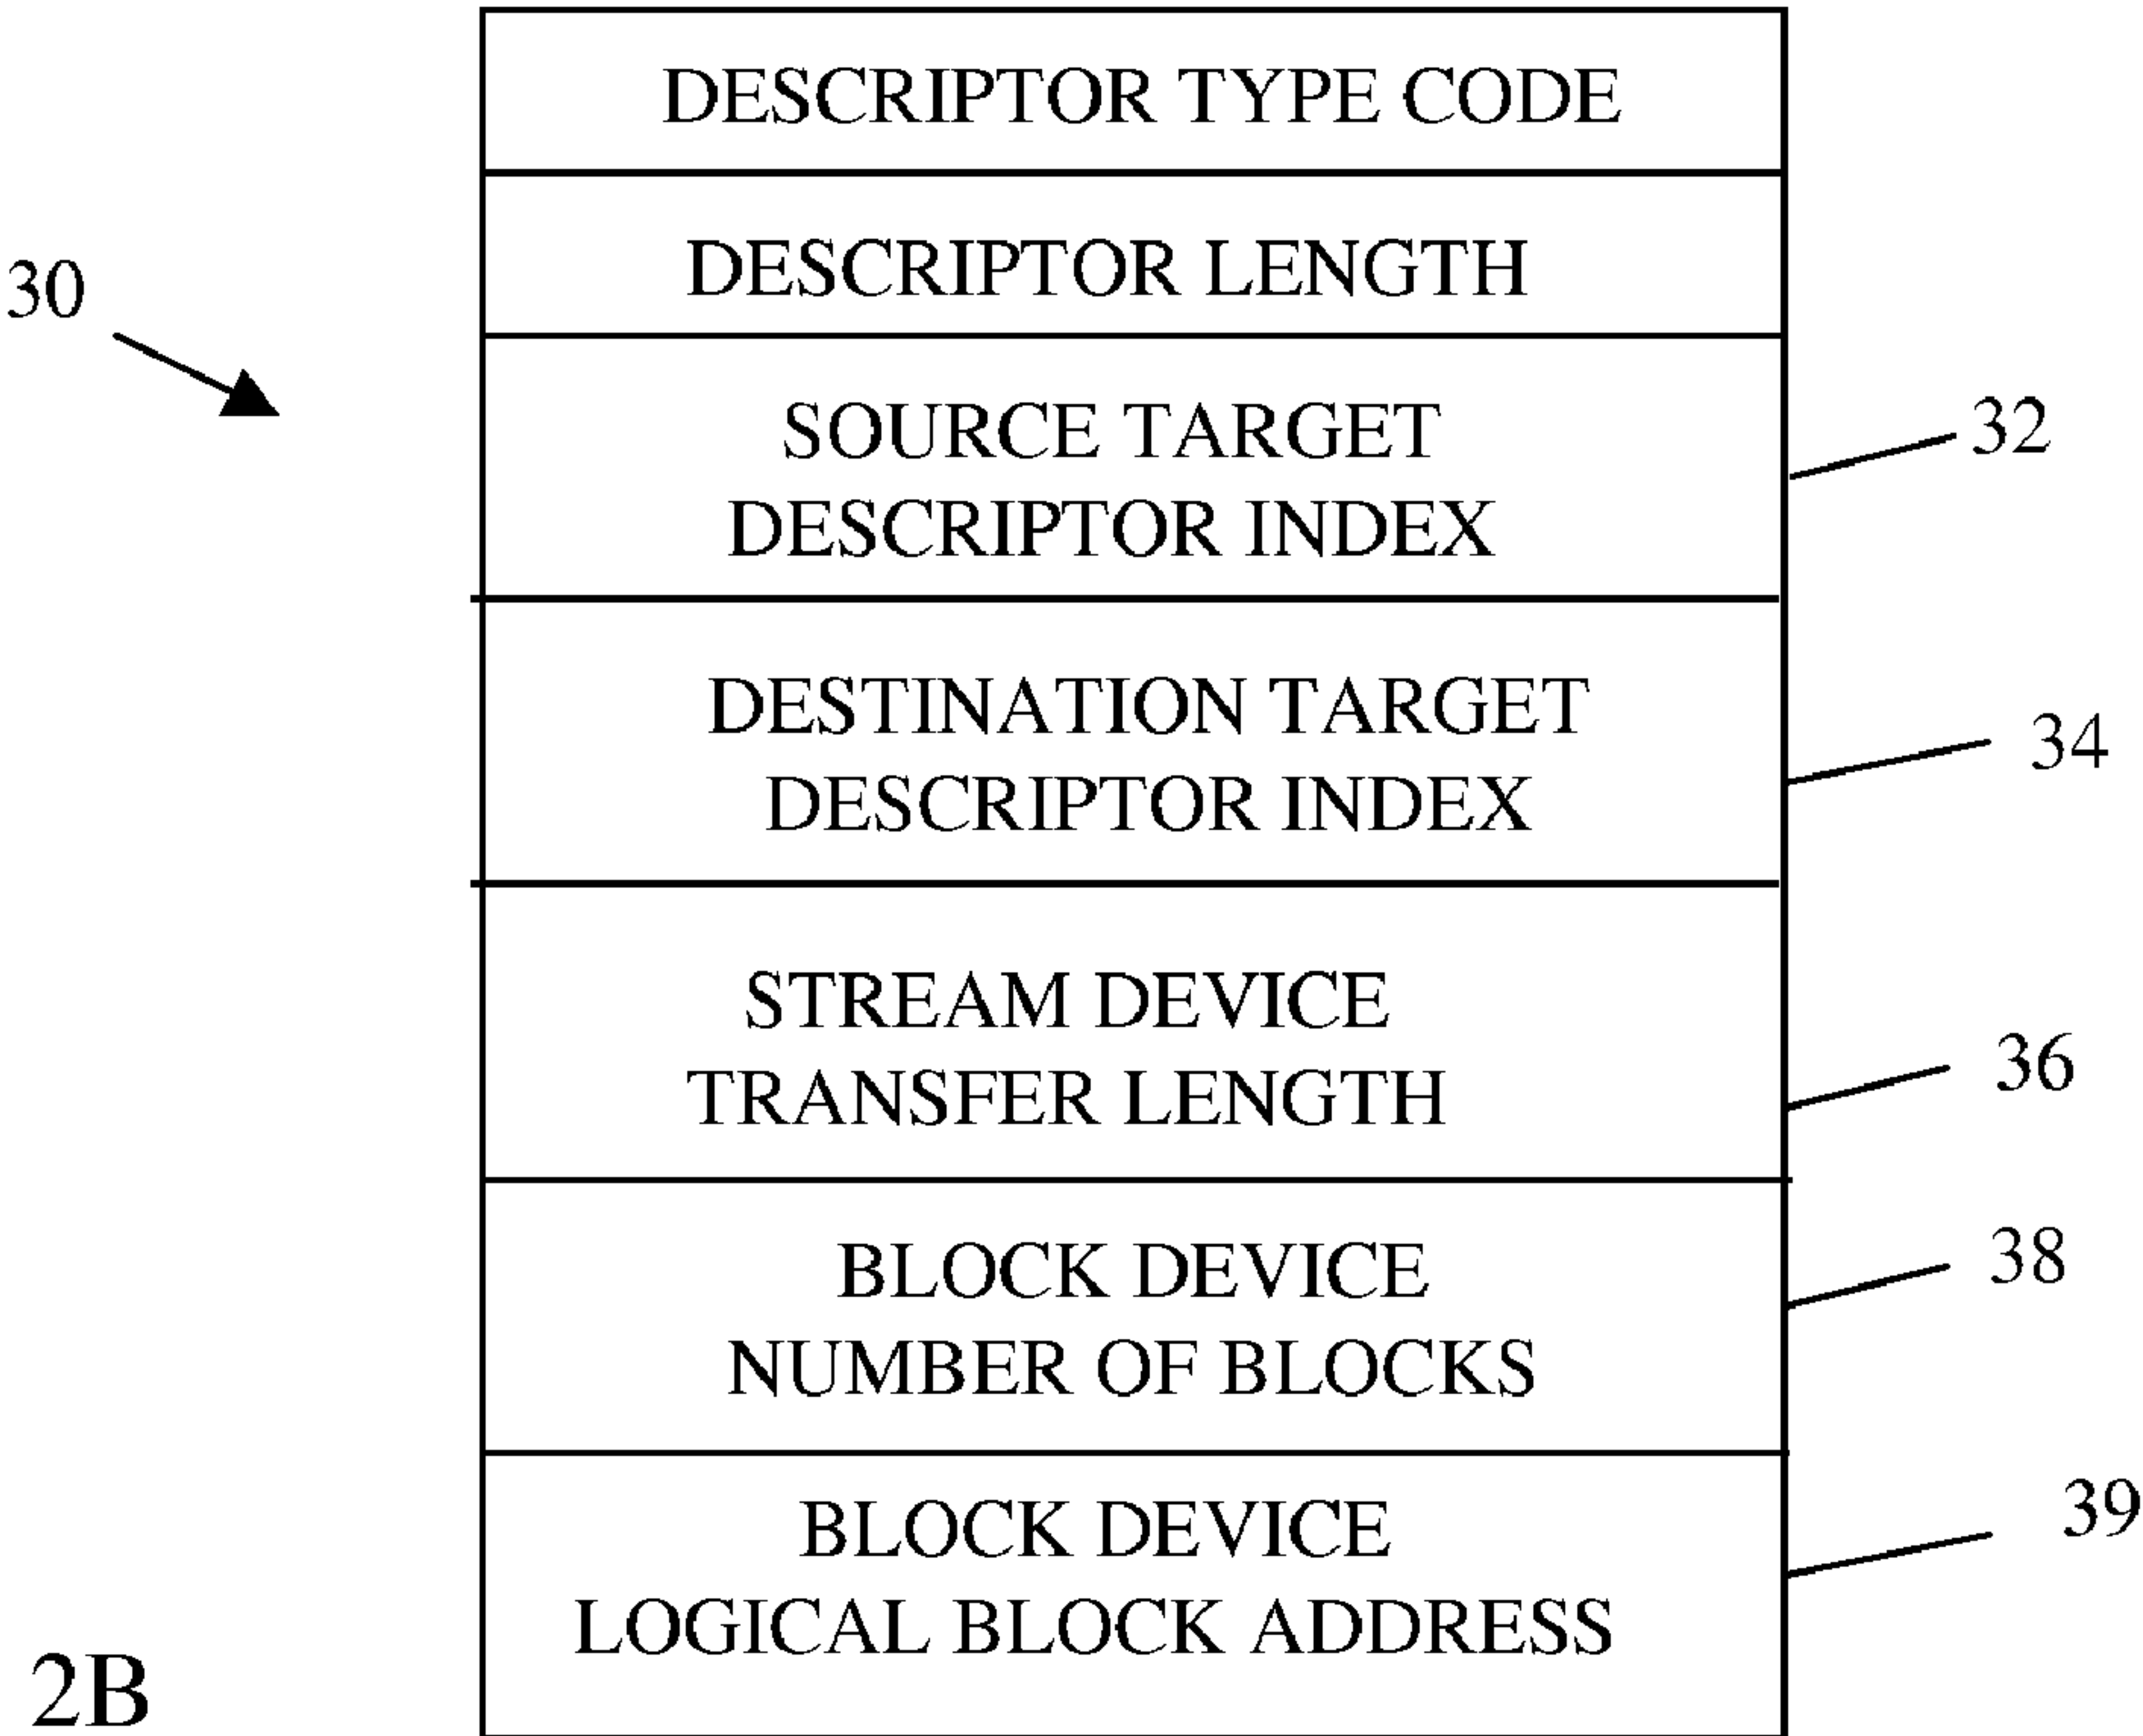 DESCRIPTOR TYPE CODE
DESCRIPTOR LENGTH
30
SOURCE TARGET
DESCRIPTOR INDEX
32
DESTINATION TARGET
DESCRIPTOR INDEX
34
STREAM DEVICE
TRANSFER LENGTH
36
BLOCK DEVICE
NUMBER OF BLOCKS
38
BLOCK DEVICE
LOGICAL BLOCK ADDRESS
39
2B